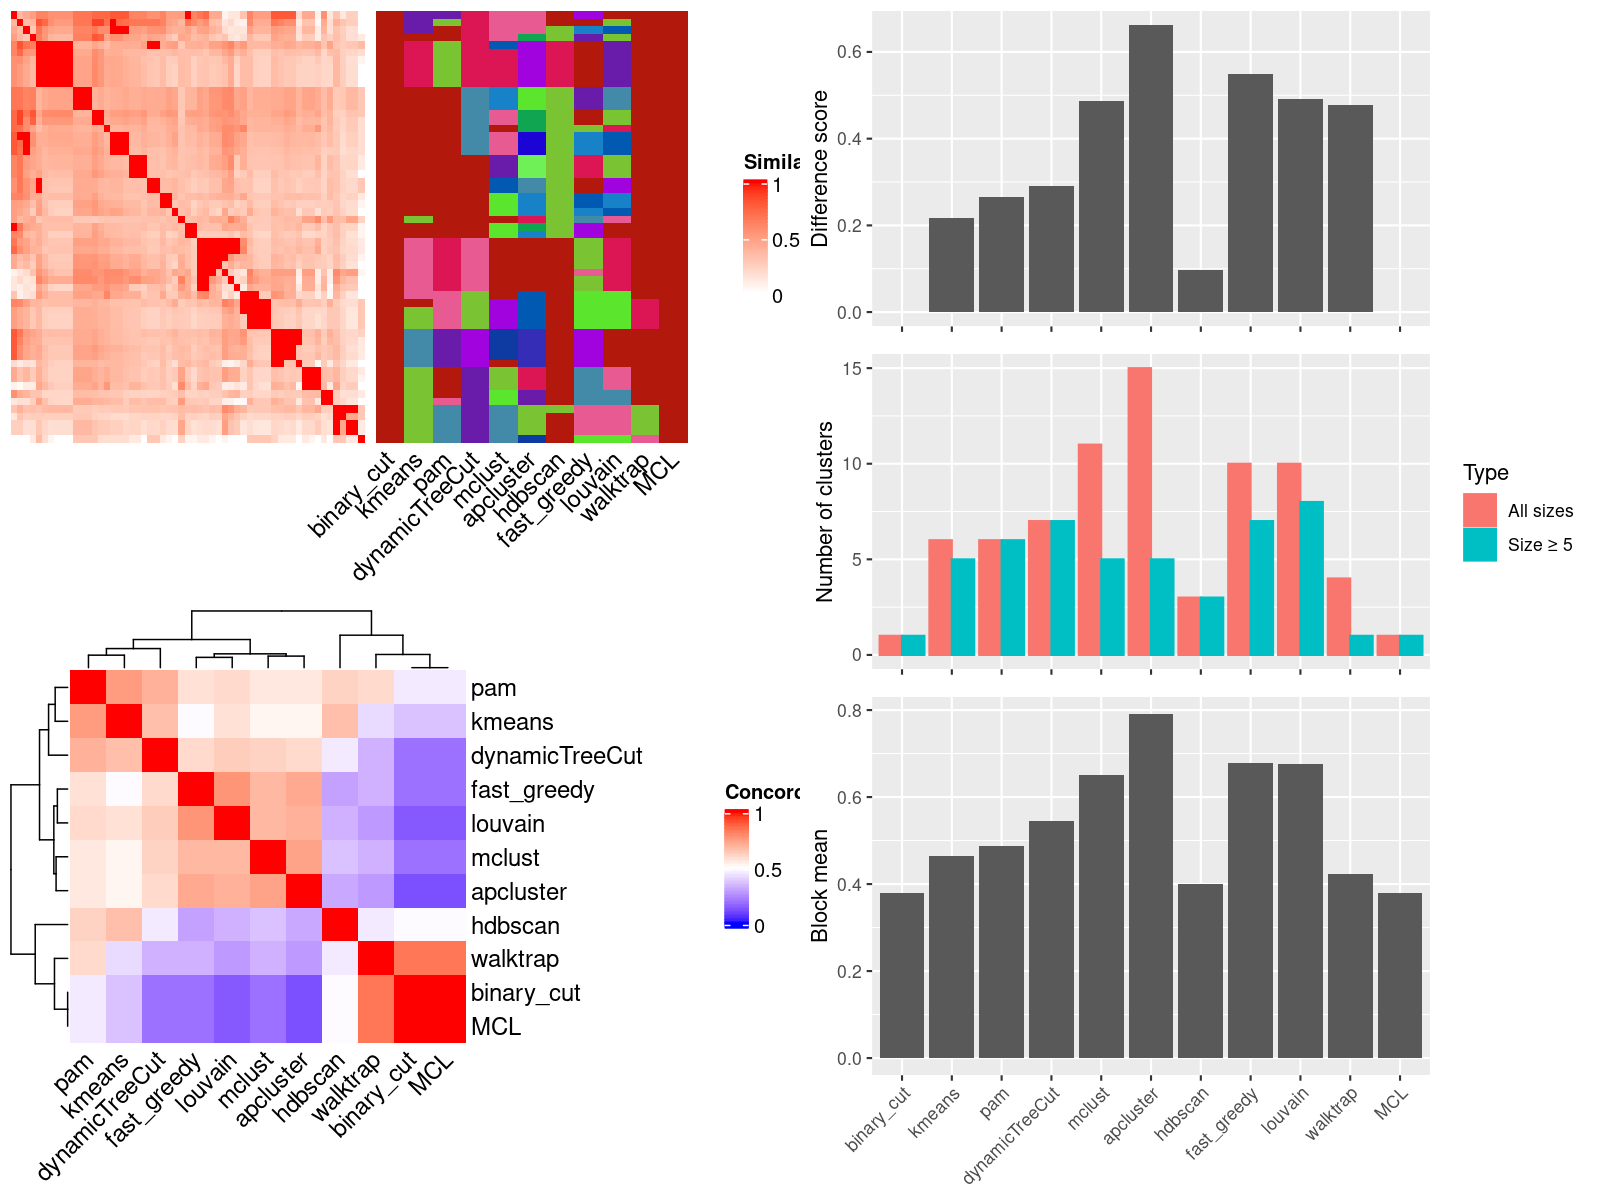 Simila
1
0.5
0
binary_cut
kmeans
pam
dynamicTreeCut
mclust
apcluster
hdbscan
fast_greedy
louvain
walktrap
MCL
pam
kmeans
dynamicTreeCut
fast_greedy
louvain
mclust
apcluster
hdbscan
walktrap
binary_cut
MCL
pam
kmeans
dynamicTreeCut
fast_greedy
louvain
mclust
apcluster
hdbscan
walktrap
binary_cut
MCL
Concord
1
0.5
0
Difference score
0.6
0.4
0.2
0.0
Number of clusters
15
10
5
0
Type
All sizes
Size ≥ 5
Block mean
0.8
0.6
0.4
0.2
0.0
binary_cut
kmeans
pam
dynamicTreeCut
mclust
apcluster
hdbscan
fast_greedy
louvain
walktrap
MCL